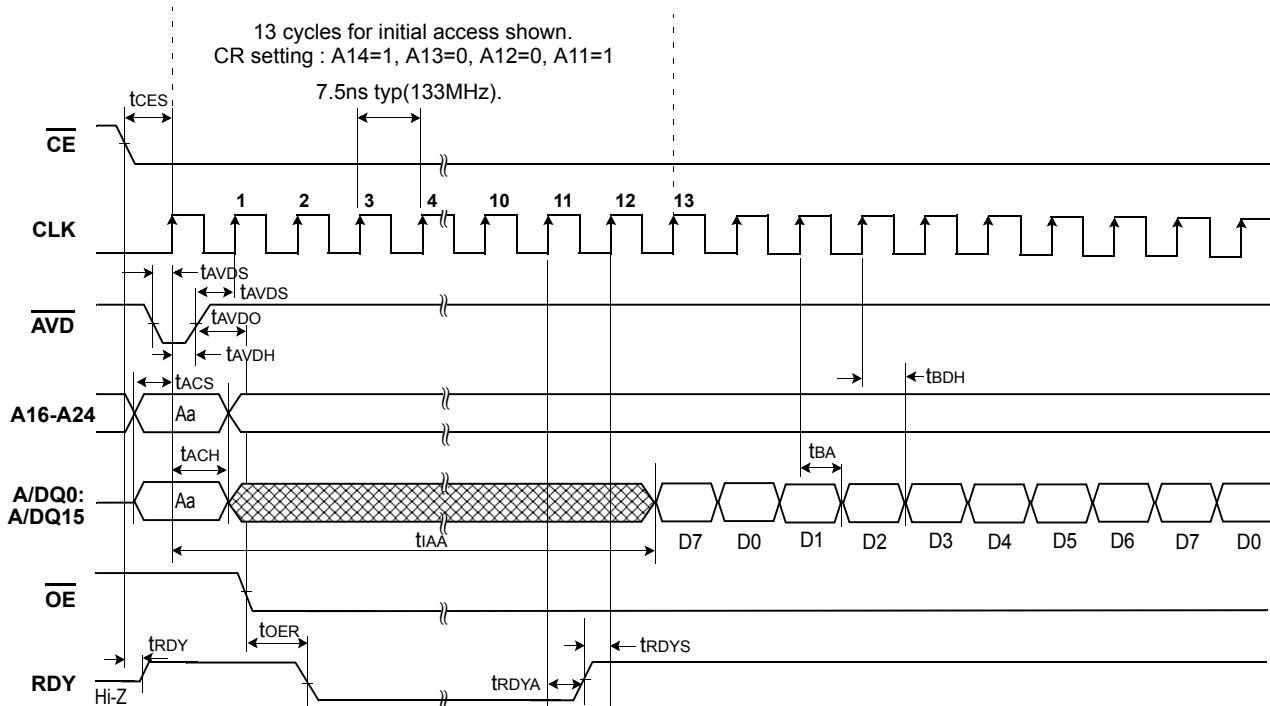 13 cycles for initial access shown.
CR setting : A14=1, A13=0, A12=0, A11=1
7.5ns typ(133MHz).
tCES
CE
1 2 3 4 10 11 12 13
CLK
tAVDS
tAVDS
AVD
tAVDO
tAVDH
tACS
tBDH
A16-A24
Aa
tACH
tBA
A/DQ0:
A/DQ15
Aa
tIAA
D7 D0 D1 D2 D3 D4 D5 D6 D7 D0
OE
tOER
tRDY
tRDYS
RDY
Hi-Z
tRDYA